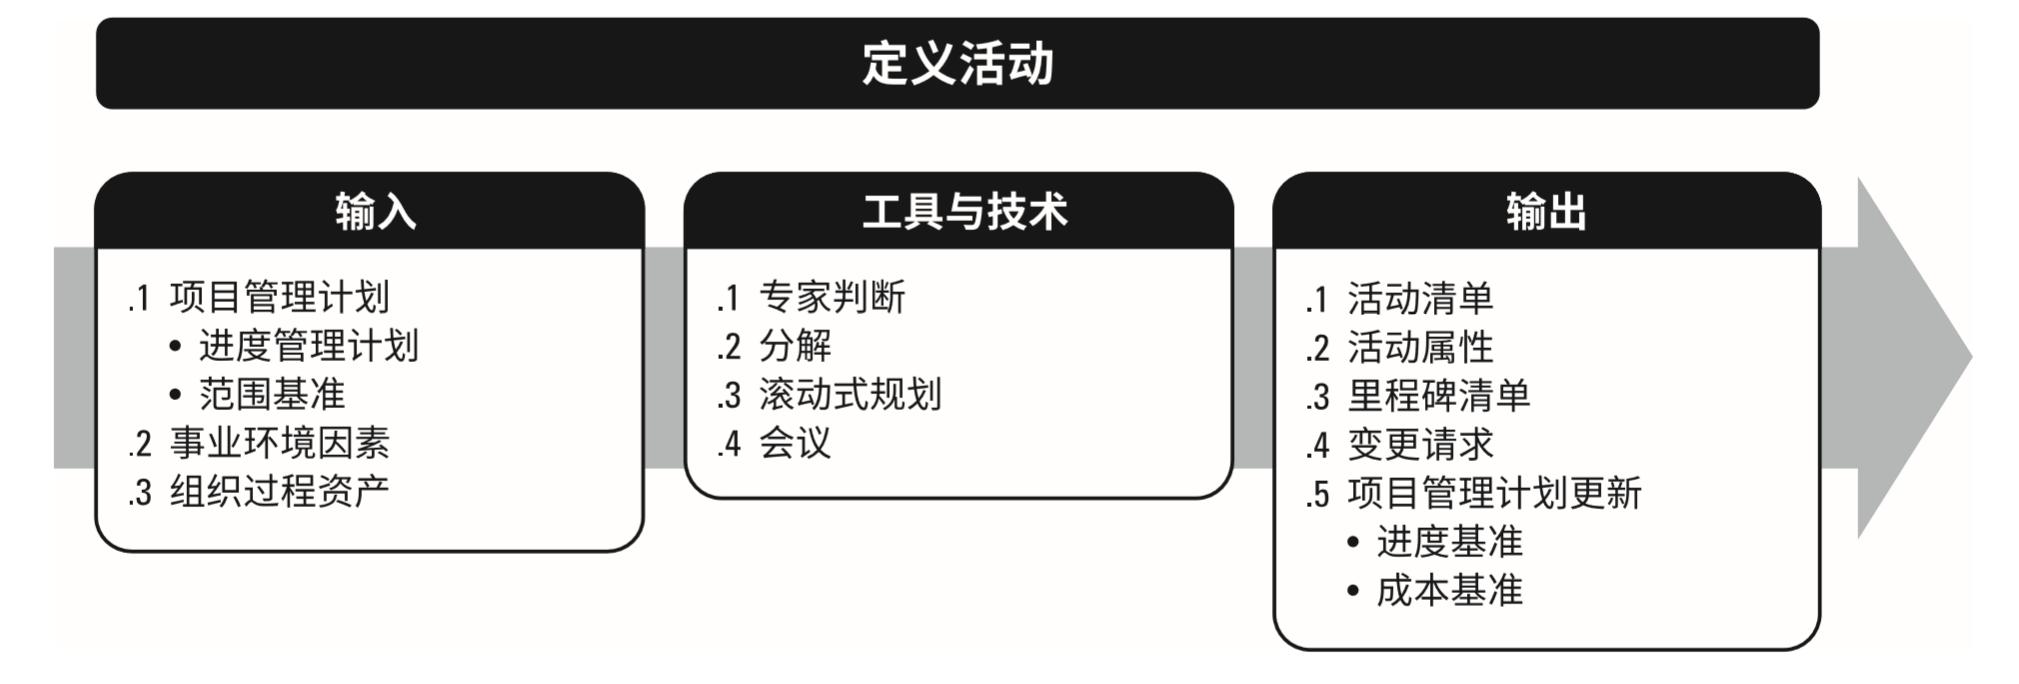 定义活动
输入
.1 项目管理计划
• 进度管理计划
• 范围基准
.2 事业环境因素
.3 组织过程资产
工具与技术
.1 专家判断
.2 分解
.3 滚动式规划
.4 会议
输出
.1 活动清单
.2 活动属性
.3 里程碑清单
.4 变更请求
.5 项目管理计划更新
• 进度基准
• 成本基准